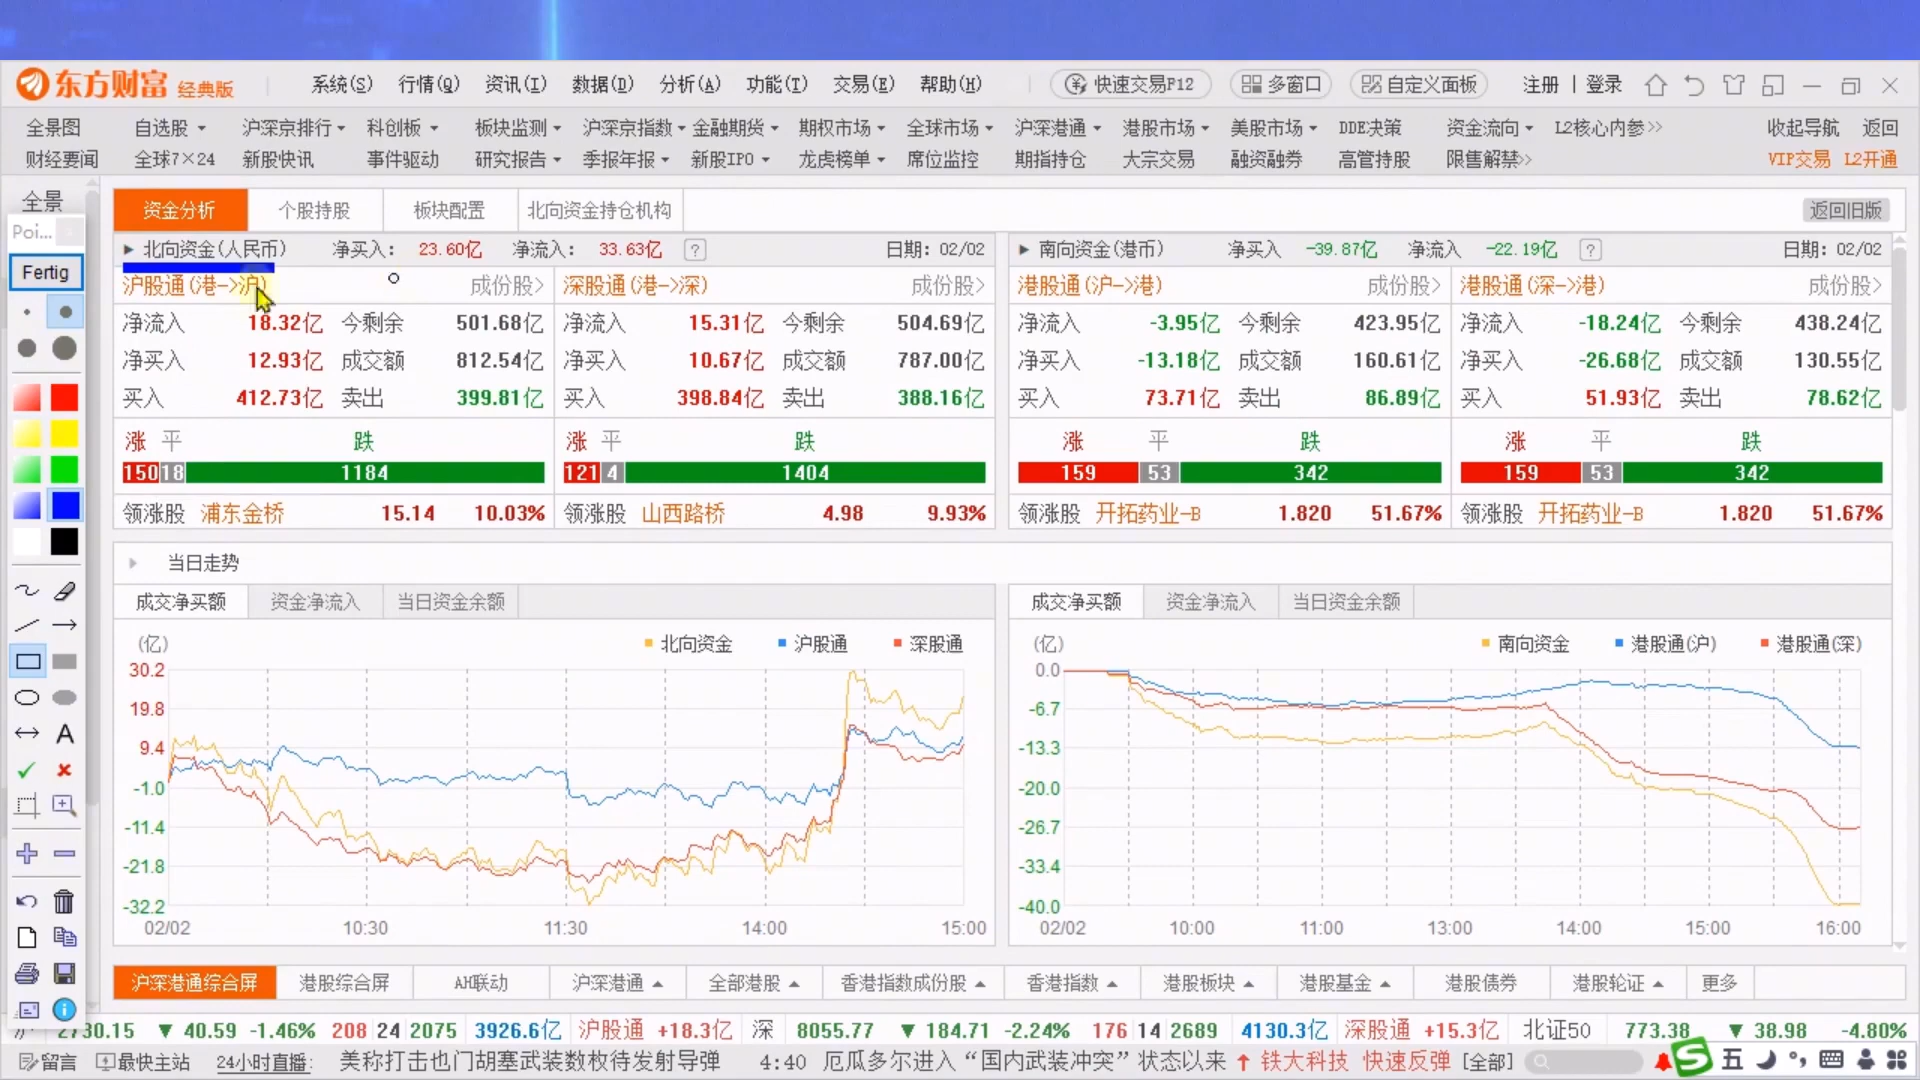 东方财富 经典版 系统(S) 行情(Q) 资讯(I) 数据(D) 分析(A) 功能(T) 交易(E) 帮助(H) 快速交易F12 多窗口 自定义面板 注册 | 登录
全景图 自选股 沪深京排行 科创板 板块监测 沪深京指数 金融期货 期权市场 全球市场 沪深港通 港股市场 美股市场 DDE决策 资金流向 L2核心内参>> 收起导航 返回
财经要闻 全球7×24 新股快讯 事件驱动 研究报告 季报年报 新股IPO 龙虎榜单 席位监控 期指持仓 大宗交易 融资融券 高管持股 限售解禁>> VIP交易 L2开通
全景
Poi...
Fertig
A
资金分析 个股持股 板块配置 北向资金持仓机构 返回旧版
北向资金(人民币) 净买入: 23.60亿 净流入: 33.63亿 ? 日期: 02/02 南向资金(港币) 净买入 -39.87亿 净流入 -22.19亿 ? 日期: 02/02
沪股通(港->沪) 成份股> 深股通(港->深) 成份股> 港股通(沪->港) 成份股> 港股通(深->港) 成份股>
净流入 18.32亿 今剩余 501.68亿 净流入 15.31亿 今剩余 504.69亿 净流入 -3.95亿 今剩余 423.95亿 净流入 -18.24亿 今剩余 438.24亿
净买入 12.93亿 成交额 812.54亿 净买入 10.67亿 成交额 787.00亿 净买入 -13.18亿 成交额 160.61亿 净买入 -26.68亿 成交额 130.55亿
买入 412.73亿 卖出 399.81亿 买入 398.84亿 卖出 388.16亿 买入 73.71亿 卖出 86.89亿 买入 51.93亿 卖出 78.62亿
涨 平 跌 涨 平 跌 涨 平 跌 涨 平 跌
150 18 1184 121 4 1404 159 53 342 159 53 342
领涨股 浦东金桥 15.14 10.03% 领涨股 山西路桥 4.98 9.93% 领涨股 开拓药业-B 1.820 51.67% 领涨股 开拓药业-B 1.820 51.67%
当日走势
成交净买额 资金净流入 当日资金余额 成交净买额 资金净流入 当日资金余额
(亿) 北向资金 沪股通 深股通 (亿) 南向资金 港股通(沪) 港股通(深)
30.2 0.0
19.8 -6.7
9.4 -13.3
-1.0 -20.0
-11.4 -26.7
-21.8 -33.4
-32.2 -40.0
02/02 10:30 11:30 14:00 15:00 02/02 10:00 11:00 13:00 14:00 15:00 16:00
沪深港通综合屏 港股综合屏 AH联动 沪深港通 全部港股 香港指数成份股 香港指数 港股板块 港股基金 港股债券 港股轮证 更多
2730.15 ▼ 40.59 -1.46% 208 24 2075 3926.6亿 沪股通 +18.3亿 深 8055.77 ▼ 184.71 -2.24% 176 14 2689 4130.3亿 深股通 +15.3亿 北证50 773.38 ▼ 38.98 -4.80%
留言 最快主站 24小时直播: 美称打击也门胡塞武装数枚待发射导弹 4:40 厄瓜多尔进入“国内武装冲突”状态以来 ↑ 铁大科技 快速反弹 [全部] 五